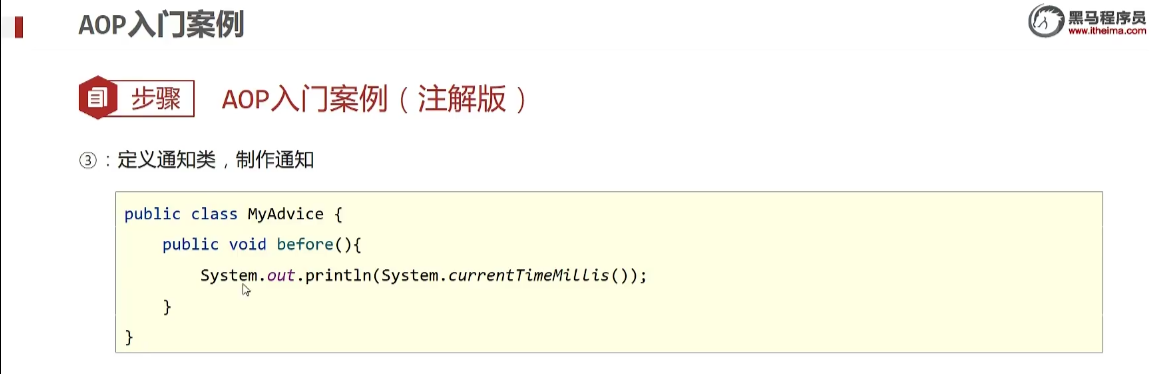 AOP入门案例
黑马程序员
www.itheima.com
步骤
AOP入门案例（注解版）
③：定义通知类，制作通知
public class MyAdvice {
    public void before(){
        System.out.println(System.currentTimeMillis());
    }
}